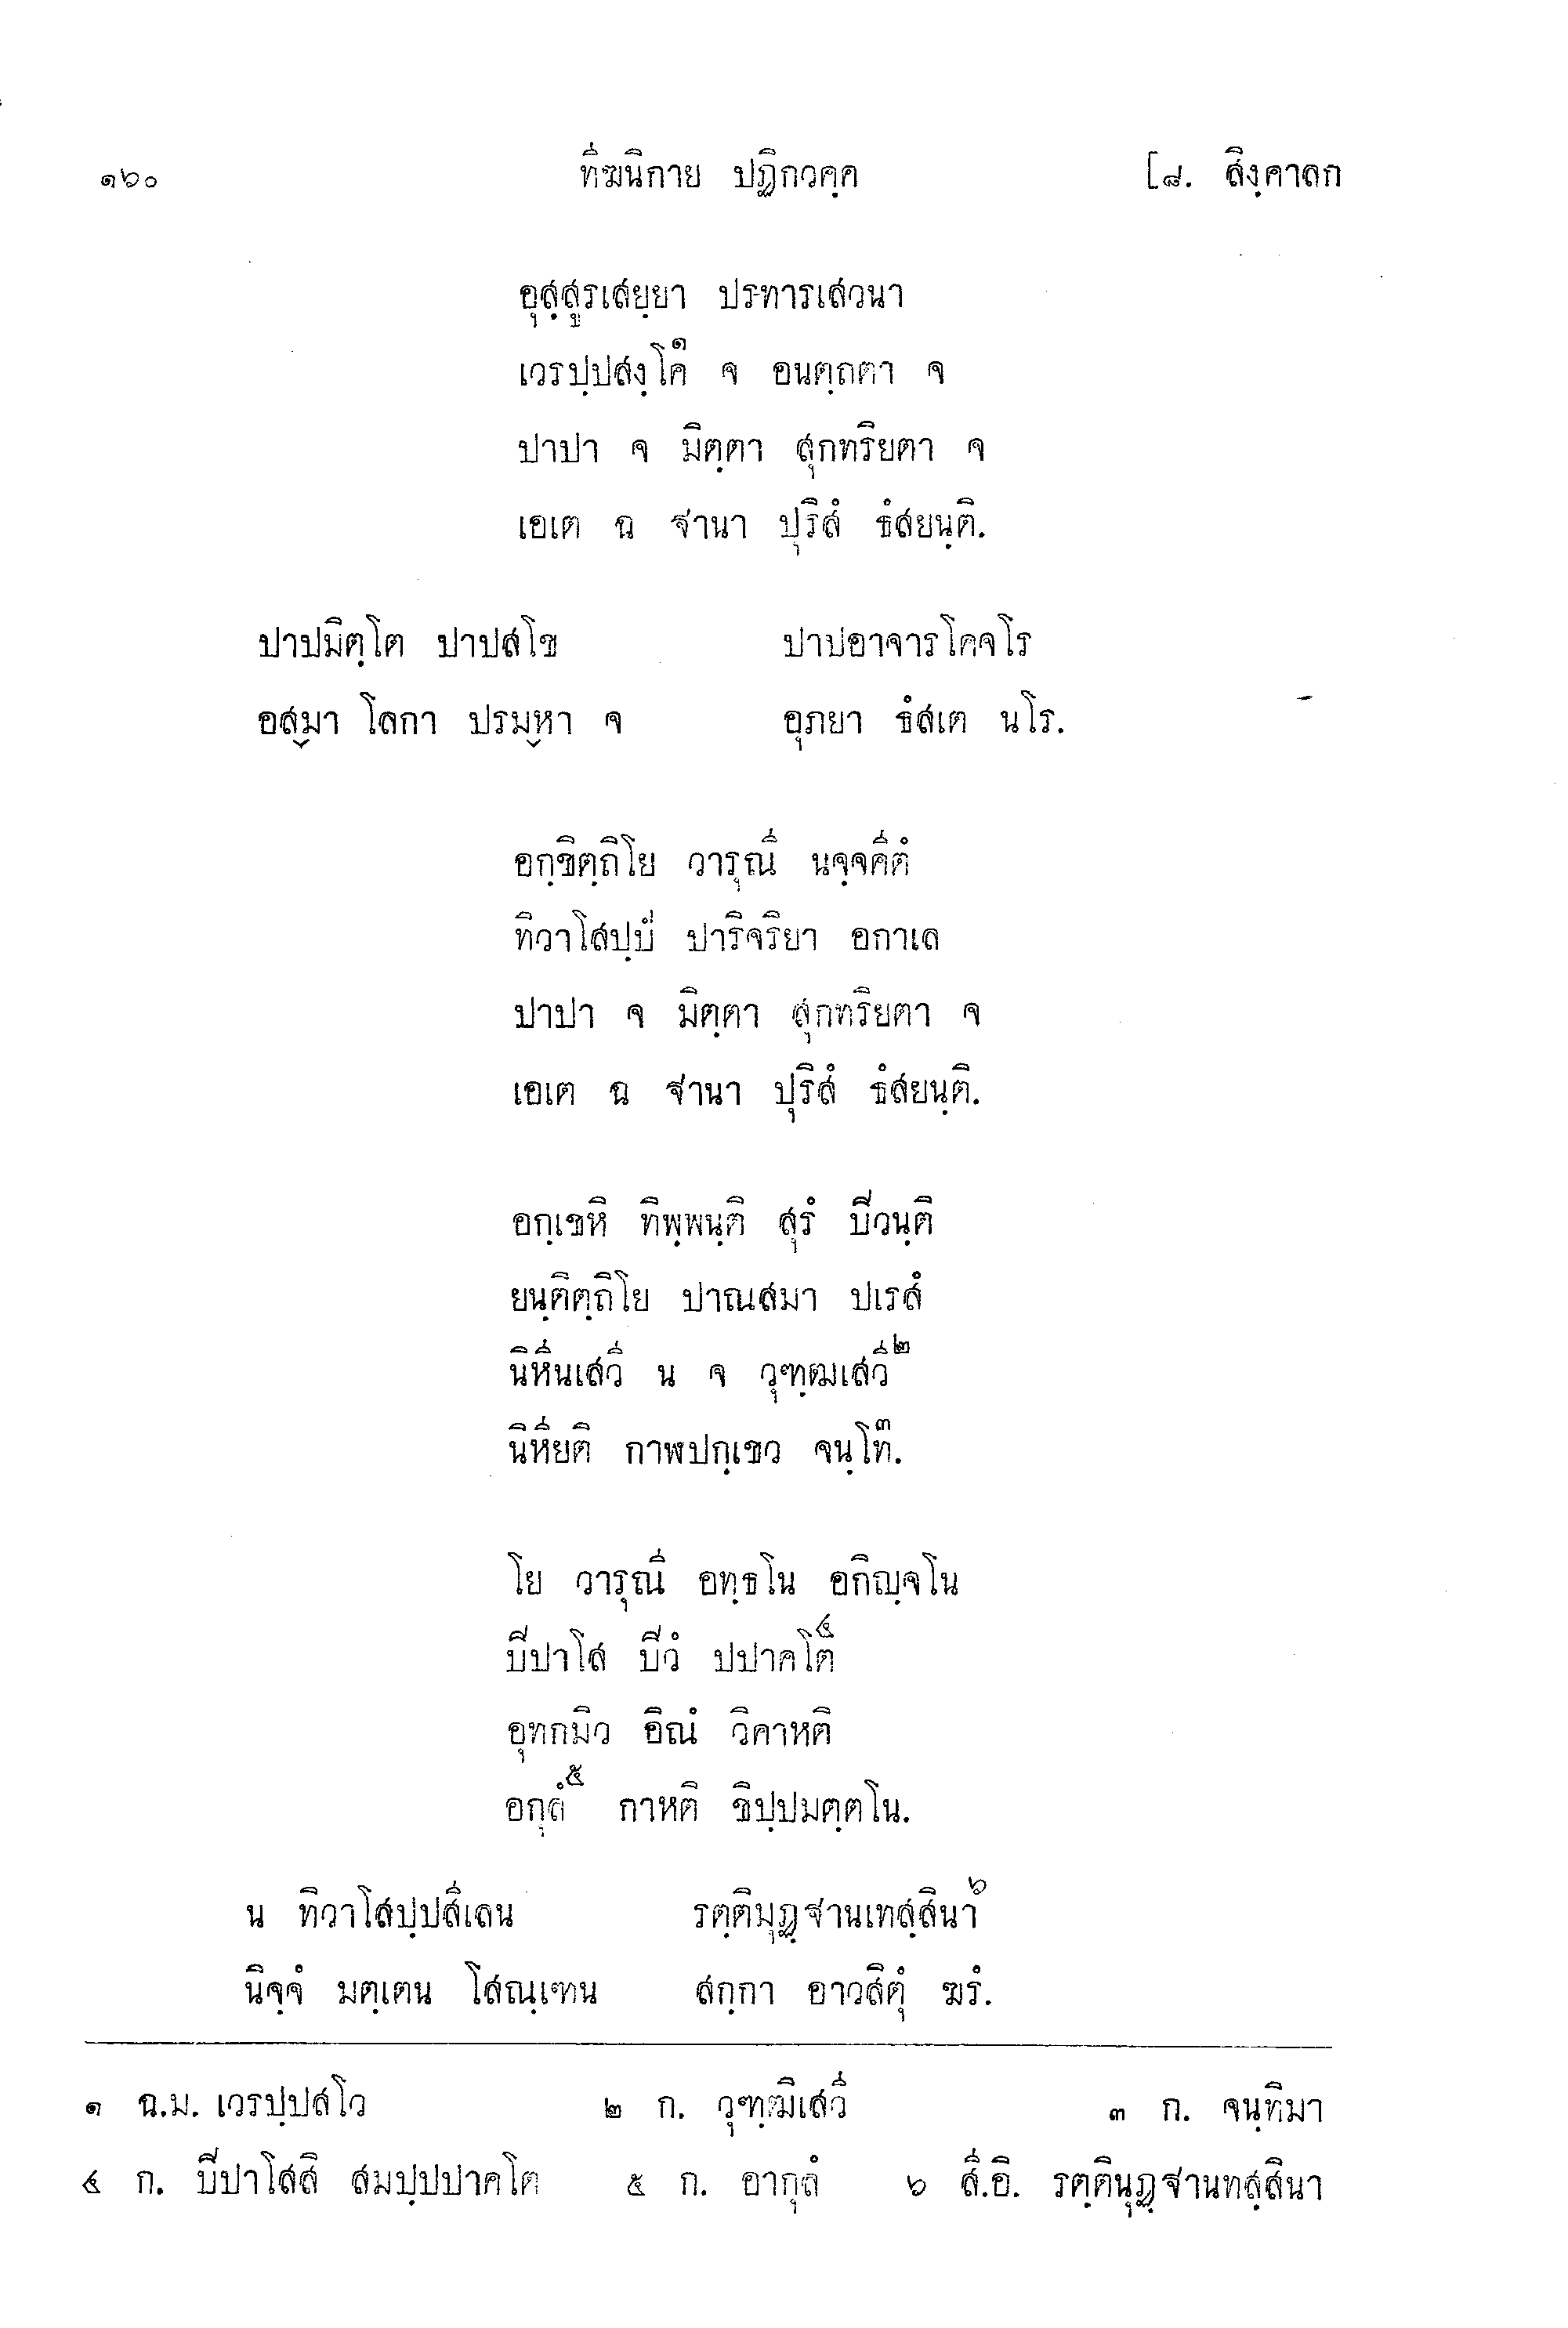 ๑๖๐ ทีฆนิกาย ปฏิกวคฺค [๘. สิงฺคาลก
อุสฺสูรเสยฺยา ปรทารเสวนา
เวรปฺปสงฺโค๑ จ อนตฺถตา จ
ปาปา จ มิตฺตา สุกทริยตา จ
เอเต ฉ ฐานา ปุริสํ ธํสยนฺติ.
ปาปมิตฺโต ปาปสโข ปาปอาจารโคจโร
อสฺมา โลกา ปรมฺหา จ อุภยา ธํสเต นโร.
อกฺขิตฺถิโย วารุณี นจฺจคีตํ
ทิวาโสปฺปํ ปาริจริยา อกาเล
ปาปา จ มิตฺตา สุกทริยตา จ
เอเต ฉ ฐานา ปุริสํ ธํสยนฺติ.
อกฺเขหิ ทิพฺพนฺติ สุรํ ปิวนฺติ
ยนฺติตฺถิโย ปาณสมา ปเรสํ
นิหีนเสวี น จ วุฑฺฒเสวี๒
นิหียติ กาฬปกฺเขว จนฺโท๓.
โย วารุณี อทฺธโน อกิญฺจโน
ปิปาโส ปิวํ ปปาคโต๔
อุทกมิว อิณํ วิคาหติ
อกุลํ๕ กาหติ ขิปฺปมตฺตโน.
น ทิวาโสปฺปสีเลน รตฺติมุฏฺฐานเทสฺสินา๖
นิจฺจํ มตฺเตน โสณฺเฑน สกฺกา อาวสิตุํ ฆรํ.
๑ ฉ.ม. เวรปฺปสโว ๒ ก. วุฑฺฒิเสวี ๓ ก. จนฺทิมา
๔ ก. ปิปาโสสิ สมปฺปปาคโต ๕ ก. อากุลํ ๖ สี.อิ. รตฺตินุฏฺฐานทสฺสินา